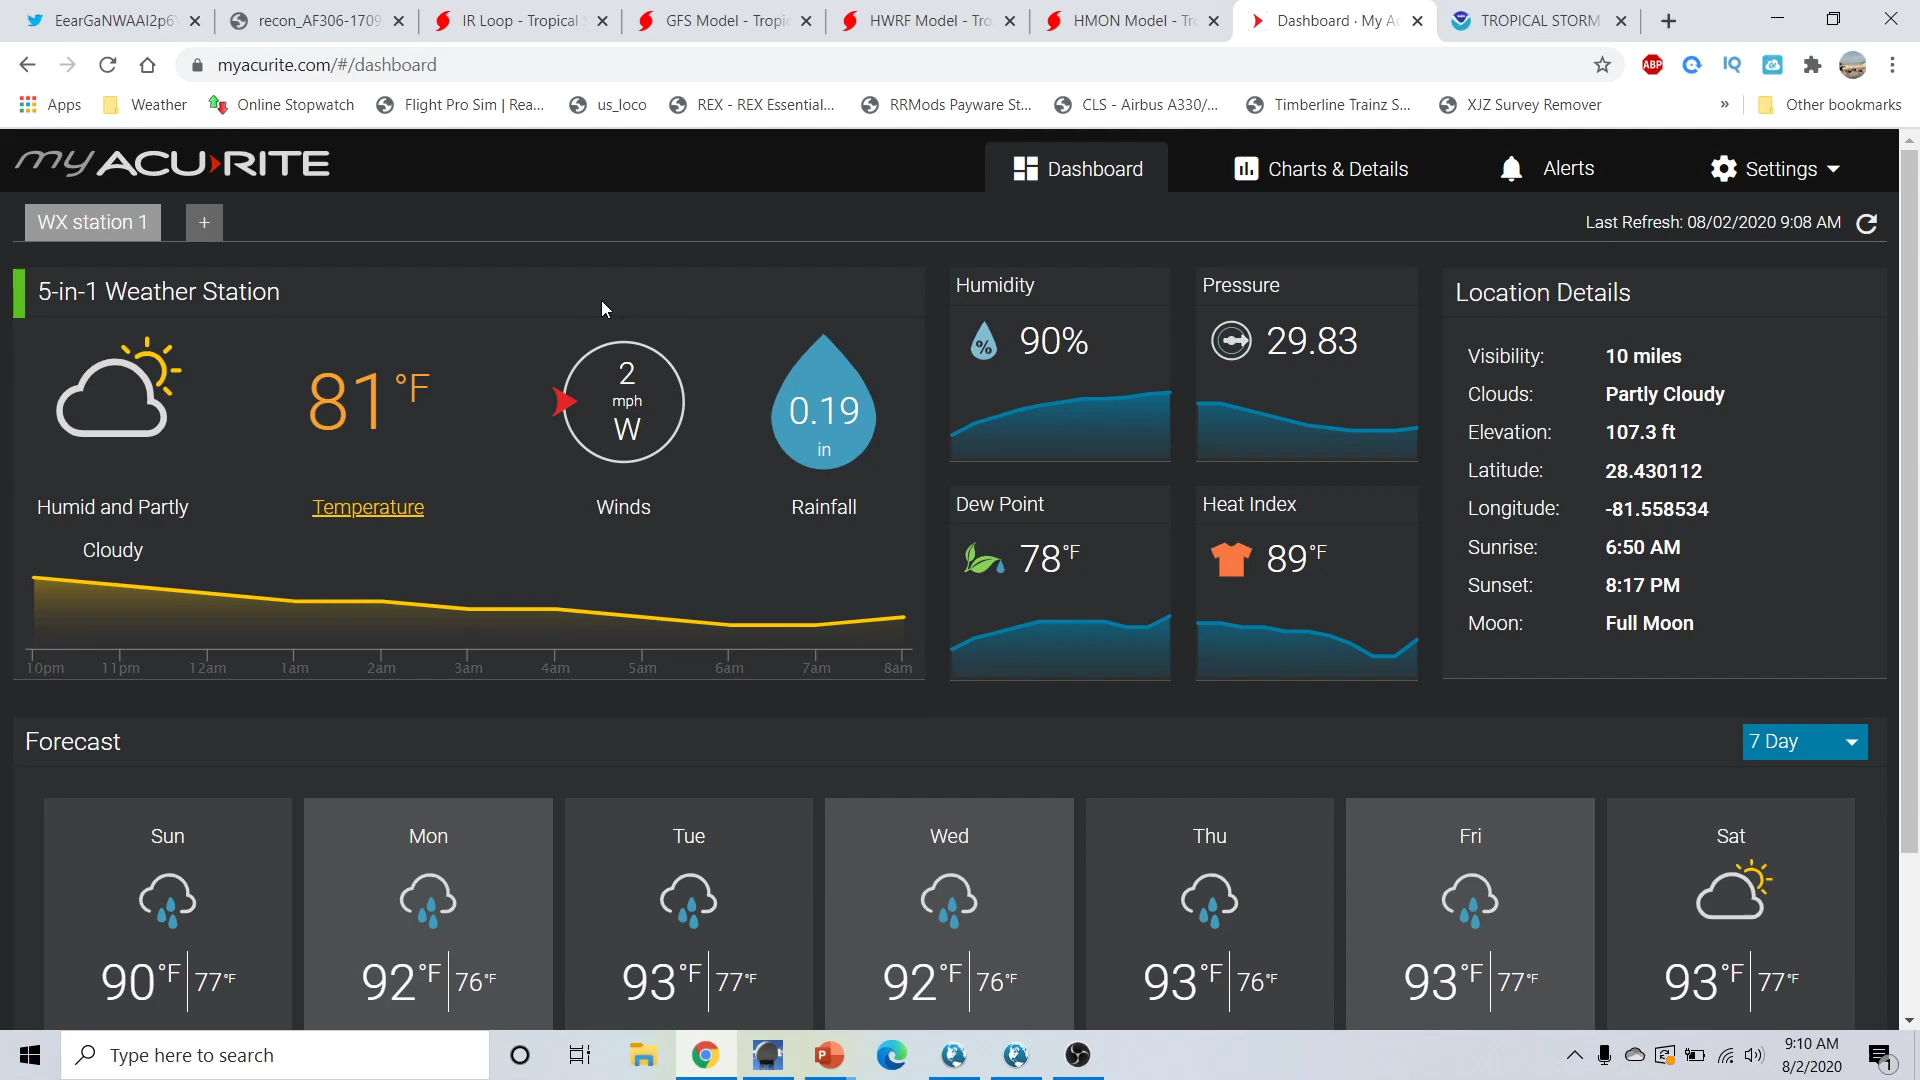 EearGaNWAAI2p6
recon_AF306-1709
IR Loop - Tropical
GFS Model - Tropic
HWRF Model - Tro
HMON Model - Tro
Dashboard · My Ac
TROPICAL STORM
myacurite.com/#/dashboard
ABP
IQ
Apps
Weather
Online Stopwatch
Flight Pro Sim | Rea...
us_loco
REX - REX Essential...
RRMods Payware St...
CLS - Airbus A330/...
Timberline Trainz S...
XJZ Survey Remover
»
Other bookmarks
my ACU RITE
Dashboard
Charts & Details
Alerts
Settings
WX station 1
+
Last Refresh: 08/02/2020 9:08 AM
5-in-1 Weather Station
Humid and Partly
Cloudy
81 °F
Temperature
2
mph
W
Winds
0.19
in
Rainfall
10pm 11pm 12am 1am 2am 3am 4am 5am 6am 7am 8am
Humidity
% 90%
Pressure
29.83
Dew Point
78°F
Heat Index
89°F
Location Details
Visibility: 10 miles
Clouds: Partly Cloudy
Elevation: 107.3 ft
Latitude: 28.430112
Longitude: -81.558534
Sunrise: 6:50 AM
Sunset: 8:17 PM
Moon: Full Moon
Forecast
7 Day
Sun
90°F 77°F
Mon
92°F 76°F
Tue
93°F 77°F
Wed
92°F 76°F
Thu
93°F 76°F
Fri
93°F 77°F
Sat
93°F 77°F
Type here to search
P
9:10 AM
8/2/2020
1